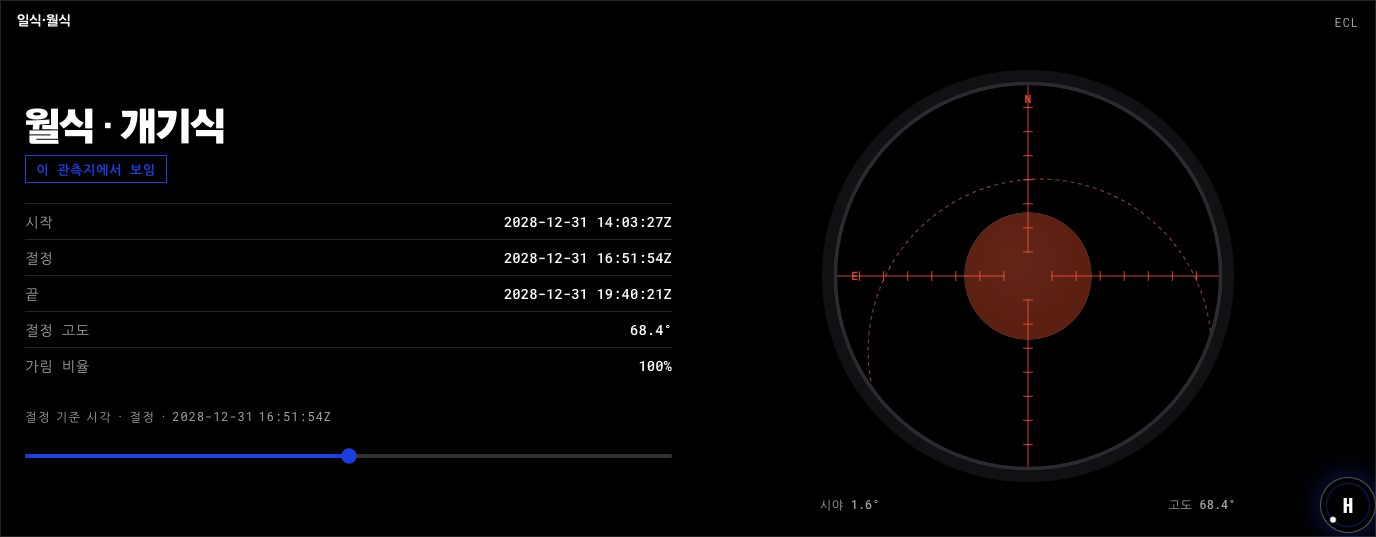 일식·월식
ECL
월식 · 개기식
이 관측지에서 보임
시작 2028-12-31 14:03:27Z
절정 2028-12-31 16:51:54Z
끝 2028-12-31 19:40:21Z
절정 고도 68.4°
가림 비율 100%
절정 기준 시각 · 절정 · 2028-12-31 16:51:54Z
N
E
시야 1.6°
고도 68.4°
H